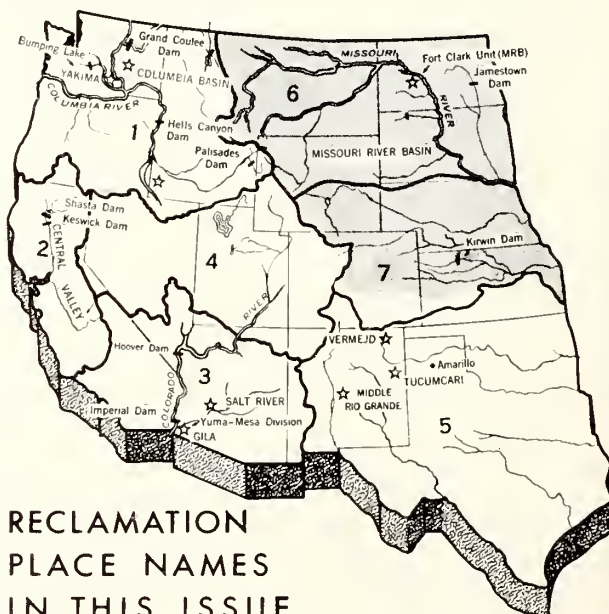 Grand Coulee
Dam
Bumping Lake
YAKIMA
COLUMBIA BASIN
COLUMBIA RIVER
MISSOURI
RIVER
Fort Clark Unit (MRB)
Jamestown
Dam
6
1
Hells Canyon
Dam
Palisades
Dam
MISSOURI RIVER BASIN
Shasta Dam
Keswick Dam
2
CENTRAL
VALLEY
4
7
Kirwin Dam
RIVER
COLORADO
Hoover Dam
3
VERMEJO
Amarillo
TUCUMCARI
MIDDLE
RIO GRANDE
5
Imperial Dam
SALT RIVER
Yuma-Mesa Division
GILA
RECLAMATION
PLACE NAMES
IN THIS ISSUE